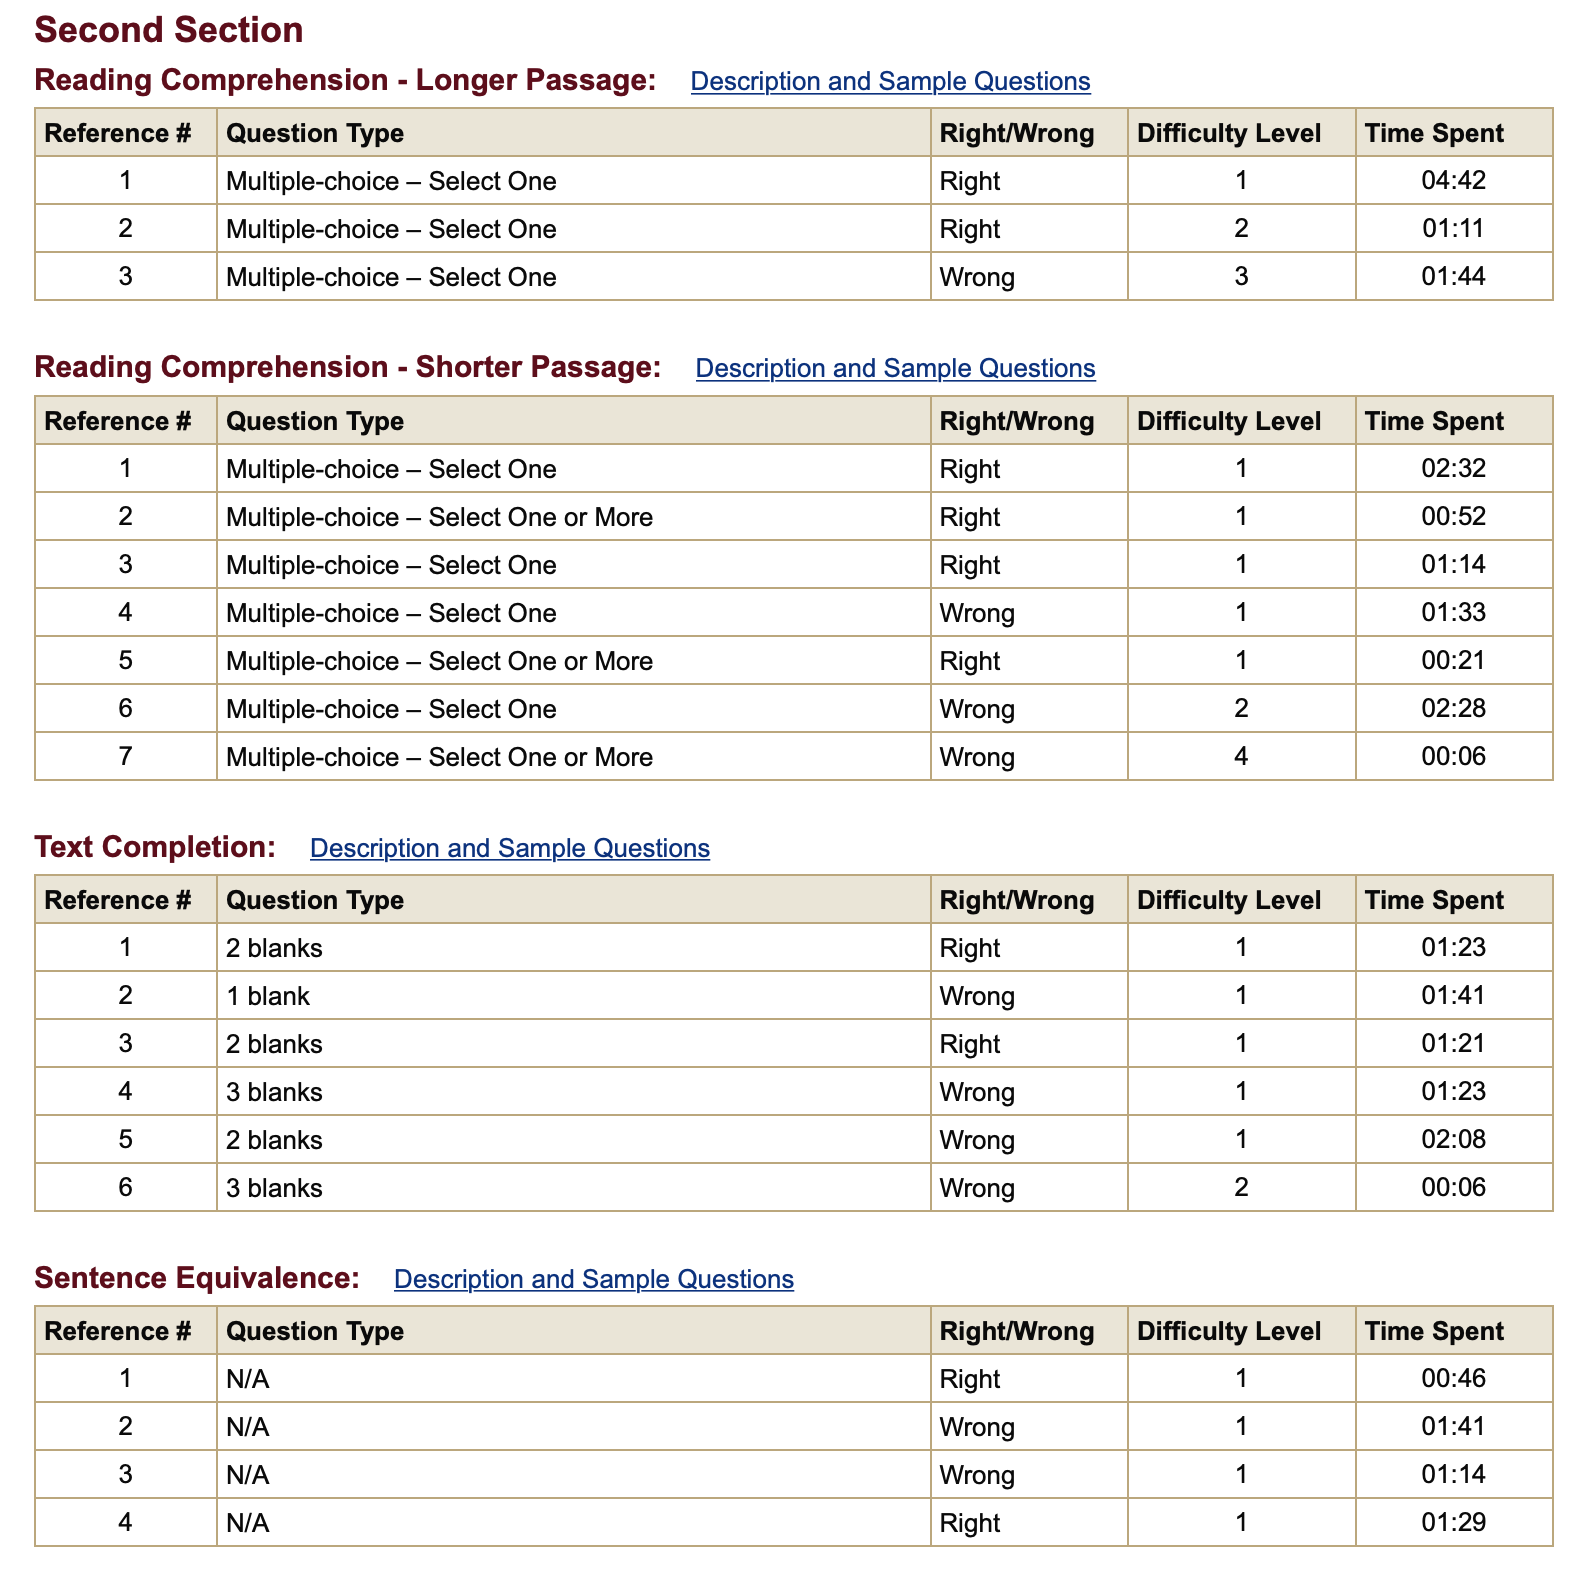 Second Section
Reading Comprehension - Longer Passage: Description and Sample Questions
Reference # Question Type Right/Wrong Difficulty Level Time Spent
1 Multiple-choice – Select One Right 1 04:42
2 Multiple-choice – Select One Right 2 01:11
3 Multiple-choice – Select One Wrong 3 01:44
Reading Comprehension - Shorter Passage: Description and Sample Questions
Reference # Question Type Right/Wrong Difficulty Level Time Spent
1 Multiple-choice – Select One Right 1 02:32
2 Multiple-choice – Select One or More Right 1 00:52
3 Multiple-choice – Select One Right 1 01:14
4 Multiple-choice – Select One Wrong 1 01:33
5 Multiple-choice – Select One or More Right 1 00:21
6 Multiple-choice – Select One Wrong 2 02:28
7 Multiple-choice – Select One or More Wrong 4 00:06
Text Completion: Description and Sample Questions
Reference # Question Type Right/Wrong Difficulty Level Time Spent
1 2 blanks Right 1 01:23
2 1 blank Wrong 1 01:41
3 2 blanks Right 1 01:21
4 3 blanks Wrong 1 01:23
5 2 blanks Wrong 1 02:08
6 3 blanks Wrong 2 00:06
Sentence Equivalence: Description and Sample Questions
Reference # Question Type Right/Wrong Difficulty Level Time Spent
1 N/A Right 1 00:46
2 N/A Wrong 1 01:41
3 N/A Wrong 1 01:14
4 N/A Right 1 01:29